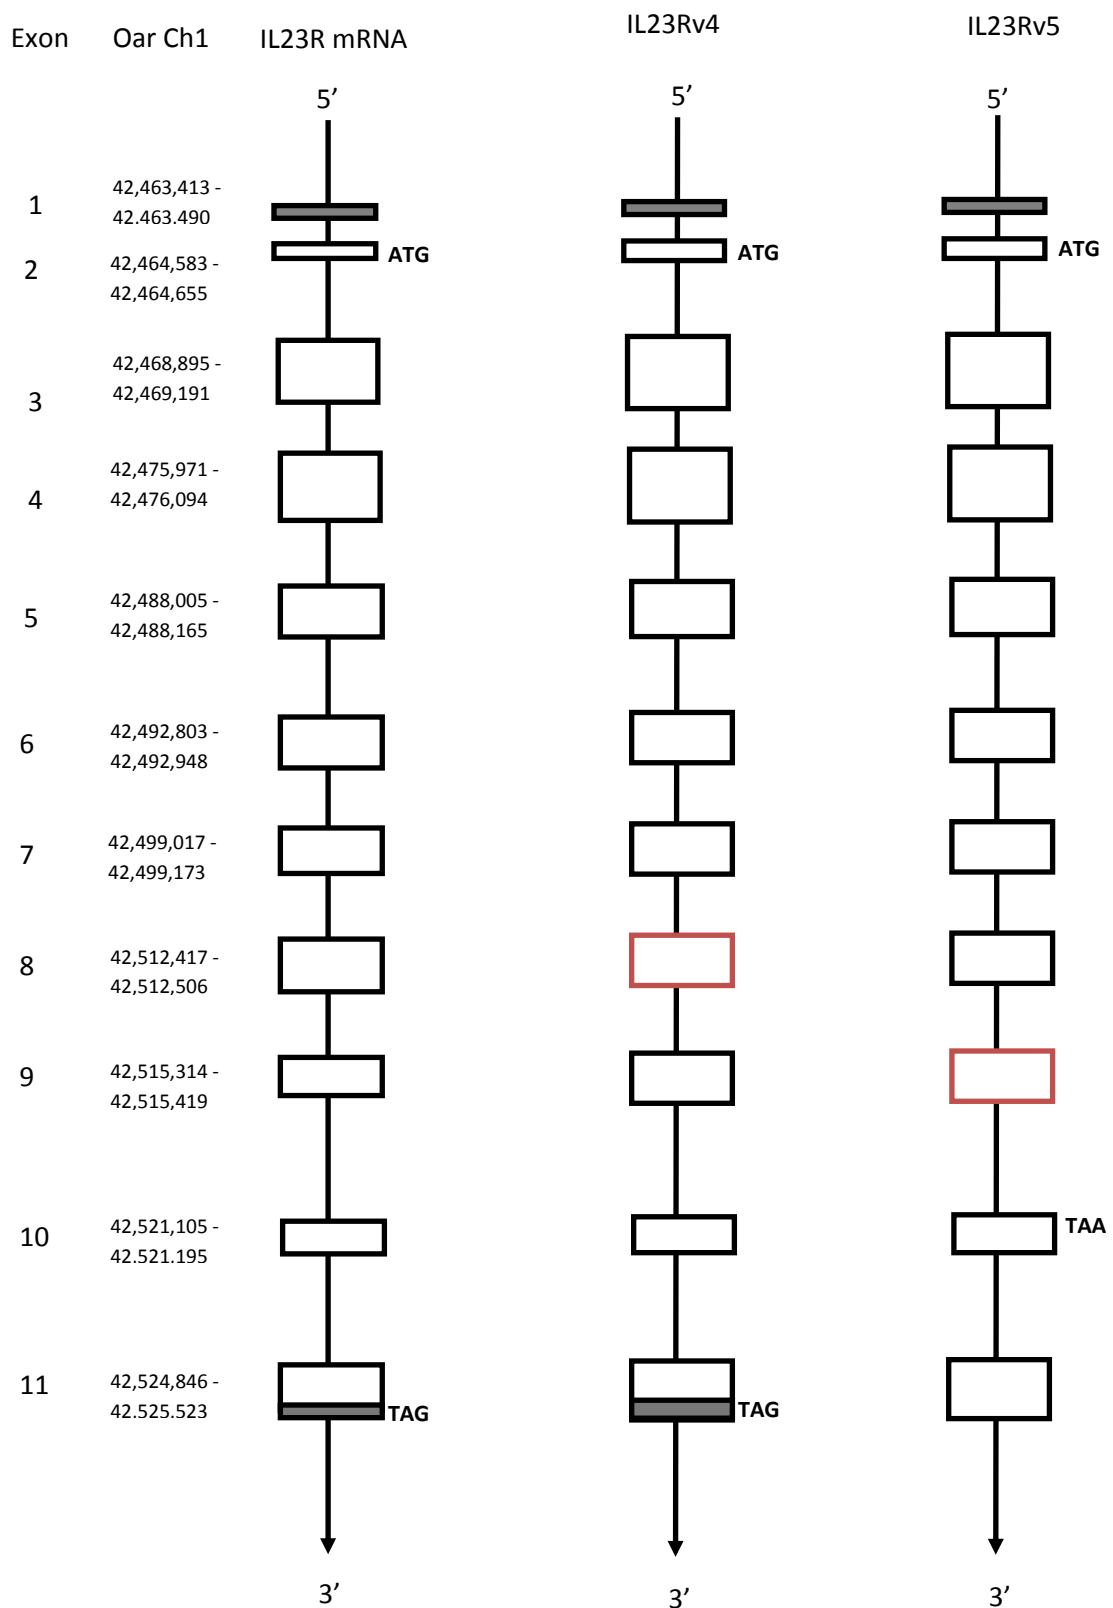 Exon Oar Ch1 IL23R mRNA IL23Rv4 IL23Rv5
5’ 5’ 5’
1 42,463,413 -
42.463.490
2 42,464,583 -
42,464,655
ATG ATG ATG
3 42,468,895 -
42,469,191
4 42,475,971 -
42,476,094
5 42,488,005 -
42,488,165
6 42,492,803 -
42,492,948
7 42,499,017 -
42,499,173
8 42,512,417 -
42,512,506
9 42,515,314 -
42,515,419
10 42,521,105 -
42.521.195
TAA
11 42,524,846 -
42.525.523
TAG TAG
3’ 3’ 3’